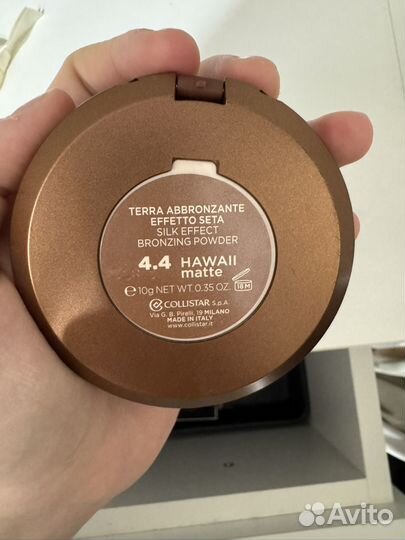 TERRA ABBRONZANTE
EFFETTO SETA
SILK EFFECT
BRONZING POWDER
4.4 HAWAII
matte
℮10g NET WT. 0.35 OZ. 18 M
COLLISTAR S.p.A.
Via G. B. Pirelli, 19 MILANO
MADE IN ITALY
www.collistar.it
Avito